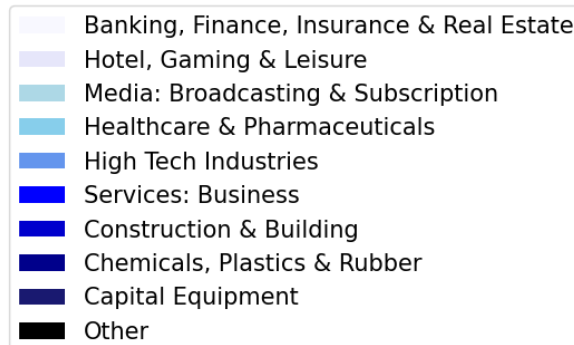 Banking, Finance, Insurance & Real Estate
Hotel, Gaming & Leisure
Media: Broadcasting & Subscription
Healthcare & Pharmaceuticals
High Tech Industries
Services: Business
Construction & Building
Chemicals, Plastics & Rubber
Capital Equipment
Other